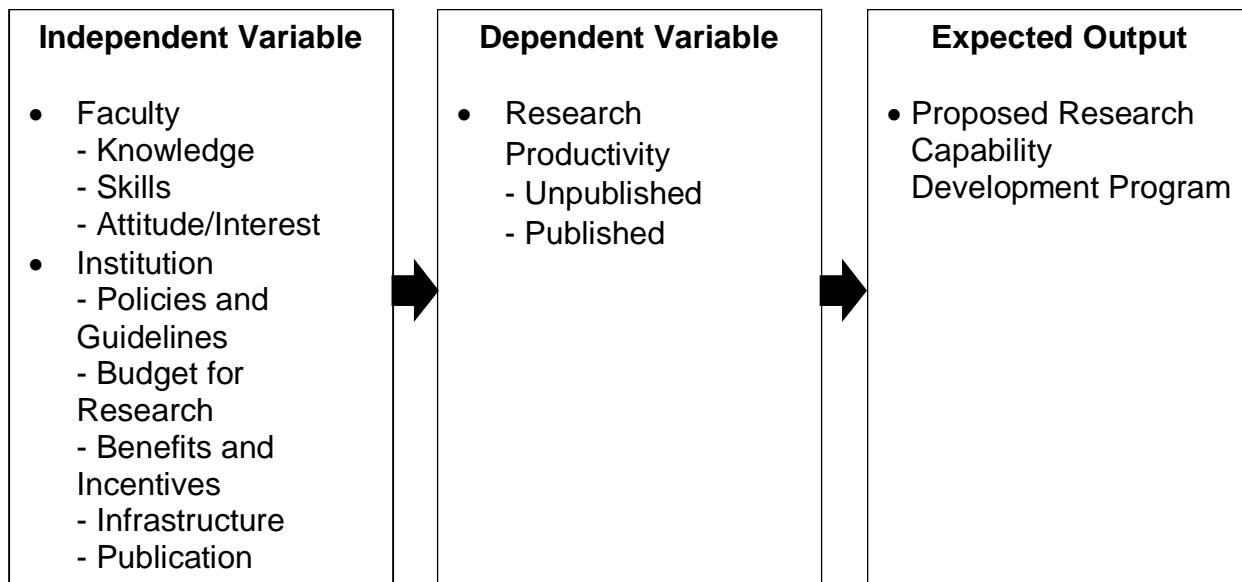 Independent Variable
• Faculty
- Knowledge
- Skills
- Attitude/Interest
• Institution
- Policies and
Guidelines
- Budget for
Research
- Benefits and
Incentives
- Infrastructure
- Publication
Dependent Variable
• Research
Productivity
- Unpublished
- Published
Expected Output
• Proposed Research
Capability
Development Program